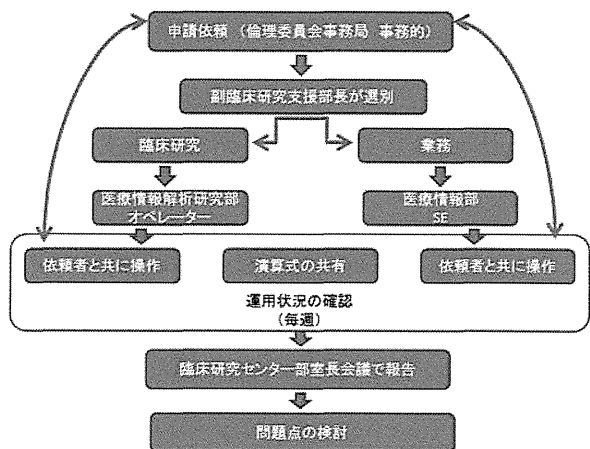 申請依頼 （倫理委員会事務局 事務的）
副臨床研究支援部長が選別
臨床研究
業務
医療情報解析研究部
オペレーター
医療情報部
SE
依頼者と共に操作
演算式の共有
依頼者と共に操作
運用状況の確認
（毎週）
臨床研究センター部室長会議で報告
問題点の検討